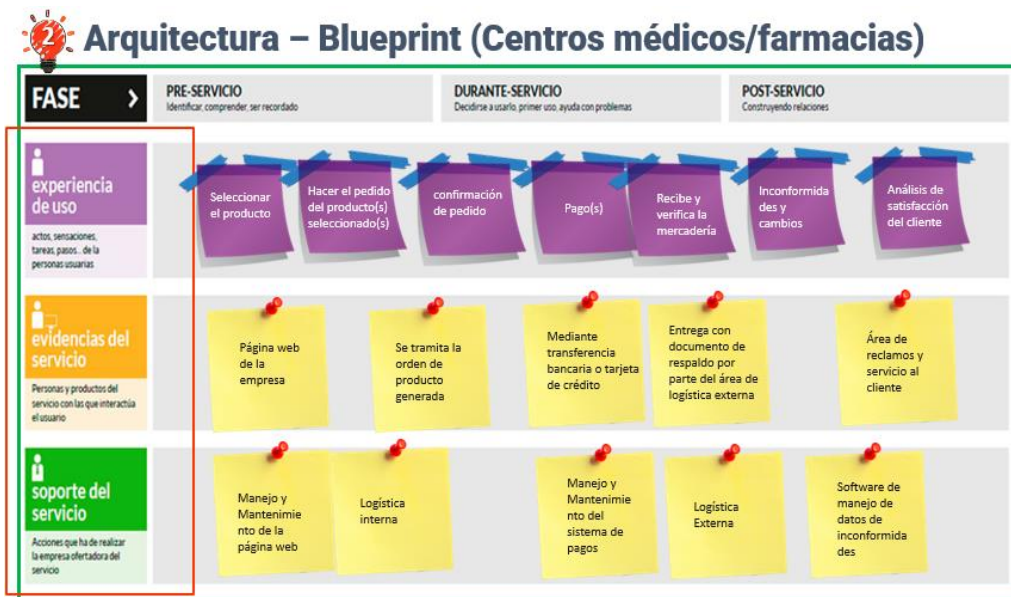 2
Arquitectura – Blueprint (Centros médicos/farmacias)
FASE
PRE-SERVICIO
Identificar, comprender, ser recordado
DURANTE-SERVICIO
Decidirse a usarlo, primer uso, ayuda con problemas
POST-SERVICIO
Construyendo relaciones
experiencia
de uso
actos, sensaciones,
tareas, pasos... de la
personas usuarias
Seleccionar
el producto
Hacer el pedido
del producto(s)
seleccionado(s)
confirmación
de pedido
Pago(s)
Recibe y
verifica la
mercadería
Inconformida
des y
cambios
Análisis de
satisfacción
del cliente
evidencias del
servicio
Personas y productos del
servicio con las que interactúa
el usuario
Página web
de la
empresa
Se tramita la
orden de
producto
generada
Mediante
transferencia
bancaria o tarjeta
de crédito
Entrega con
documento de
respaldo por
parte del área de
logística externa
Área de
reclamos y
servicio al
cliente
soporte del
servicio
Acciones que ha de realizar
la empresa ofertadora del
servicio
Manejo y
Mantenimie
nto de la
página web
Logística
interna
Manejo y
Mantenimie
nto del
sistema de
pagos
Logística
Externa
Software de
manejo de
datos de
inconformida
des